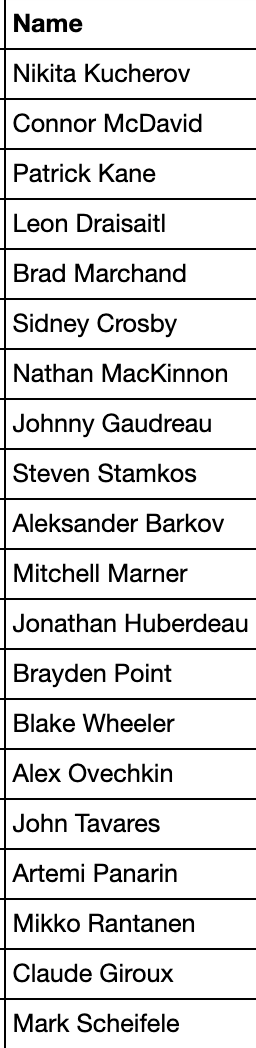 Name
Nikita Kucherov
Connor McDavid
Patrick Kane
Leon Draisaitl
Brad Marchand
Sidney Crosby
Nathan MacKinnon
Johnny Gaudreau
Steven Stamkos
Aleksander Barkov
Mitchell Marner
Jonathan Huberdeau
Brayden Point
Blake Wheeler
Alex Ovechkin
John Tavares
Artemi Panarin
Mikko Rantanen
Claude Giroux
Mark Scheifele